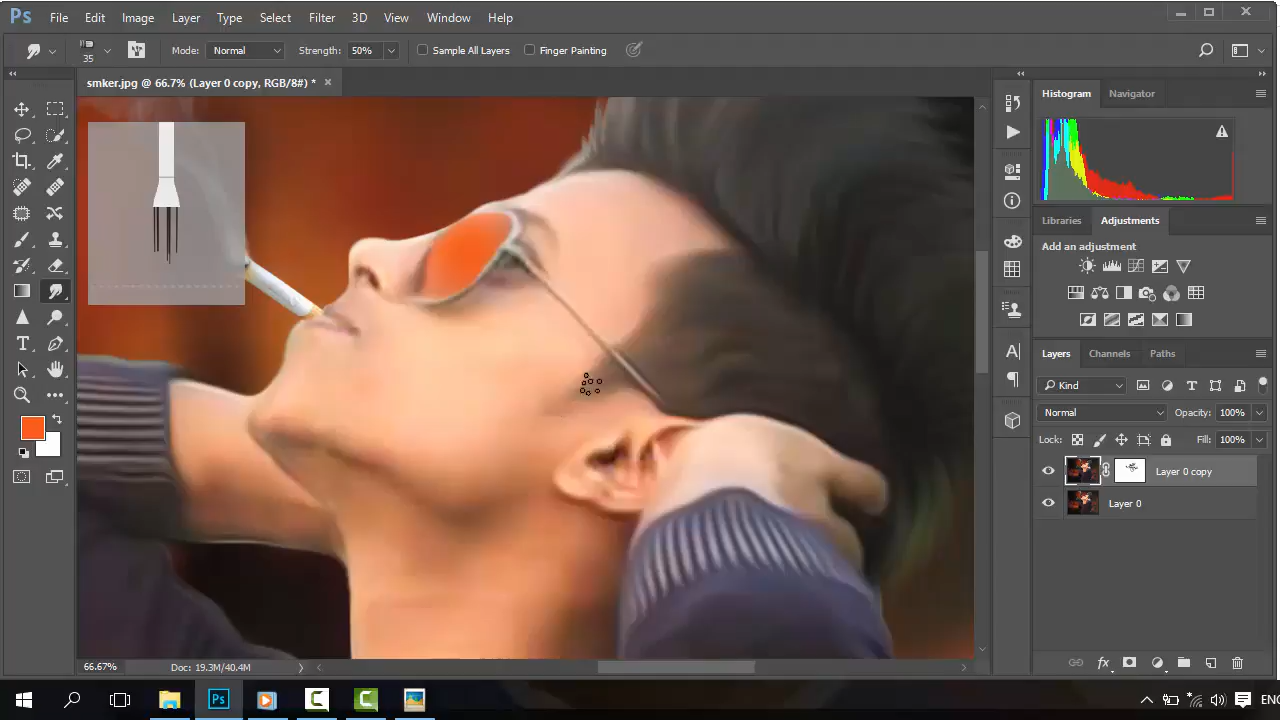 Ps File Edit Image Layer Type Select Filter 3D View Window Help
35 Mode: Normal Strength: 50% Sample All Layers Finger Painting
smker.jpg @ 66.7% (Layer 0 copy, RGB/8#) * ×
Histogram Navigator
Libraries Adjustments
Add an adjustment
Layers Channels Paths
Kind
Normal Opacity: 100%
Lock: Fill: 100%
Layer 0 copy
Layer 0
66.67% Doc: 19.3M/40.4M
Ps ENG